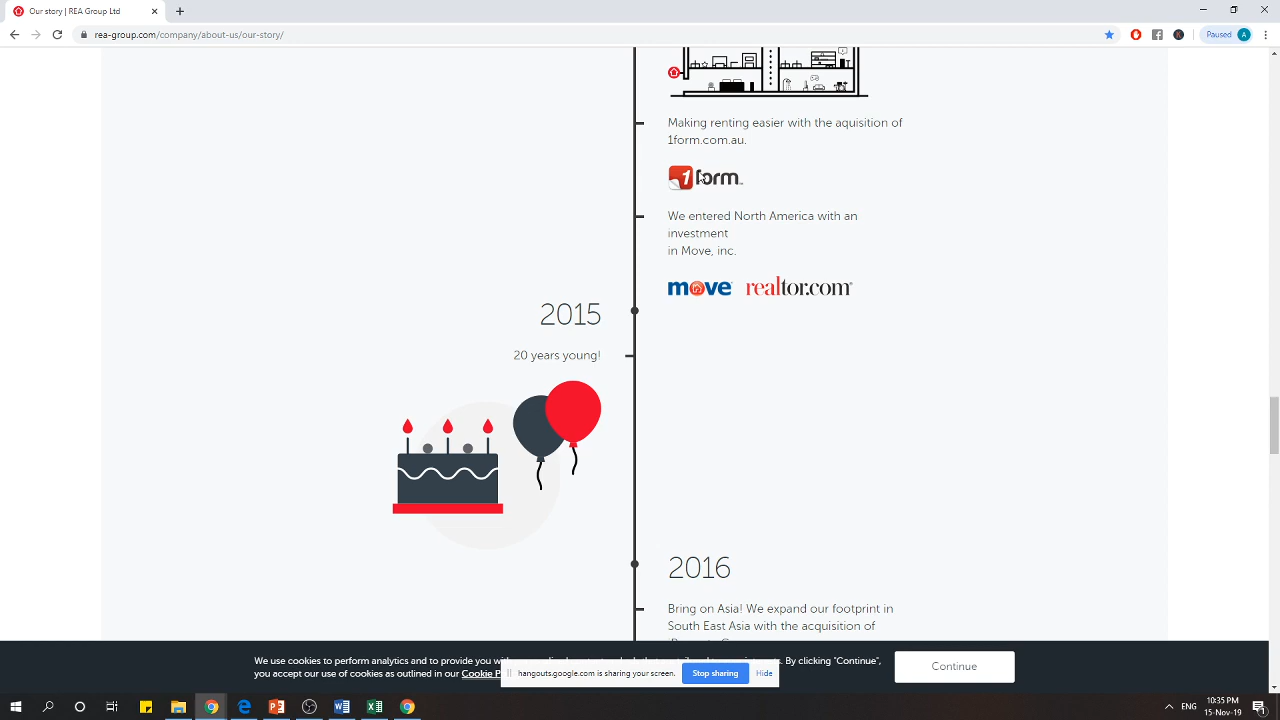 Our story | REA Group Ltd
rea-group.com/company/about-us/our-story/
Paused
A
Making renting easier with the aquisition of
1form.com.au.
1form
We entered North America with an
investment
in Move, inc.
move realtor.com
2015
20 years young!
2016
Bring on Asia! We expand our footprint in
South East Asia with the acquisition of
We use cookies to perform analytics and to provide you
By clicking "Continue",
you accept our use of cookies as outlined in our Cookie
Continue
hangouts.google.com is sharing your screen.
Stop sharing
Hide
ENG
10:35 PM
15-Nov-19